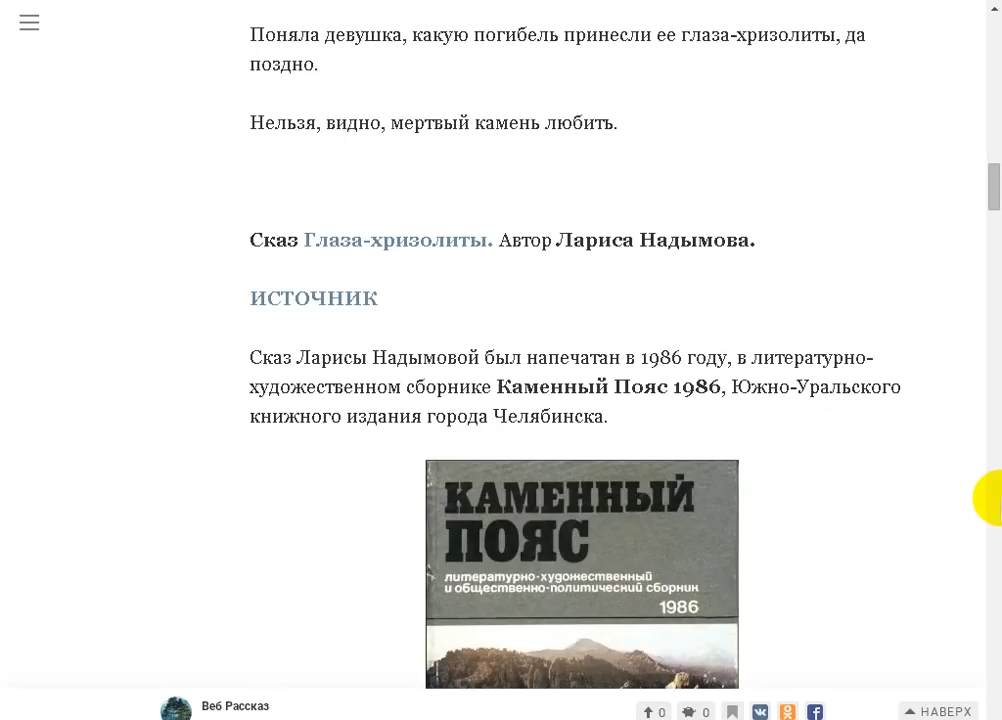 Поняла девушка, какую погибель принесли ее глаза-хризолиты, да
поздно.
Нельзя, видно, мертвый камень любить.
Сказ Глаза-хризолиты. Автор Лариса Надымова.
ИСТОЧНИК
Сказ Ларисы Надымовой был напечатан в 1986 году, в литературно-
художественном сборнике Каменный Пояс 1986, Южно-Уральского
книжного издания города Челябинска.
КАМЕННЫЙ
ПОЯС
литературно-художественный
и общественно-политический сборник
1986
Веб Рассказ
0
0
НАВЕРХ